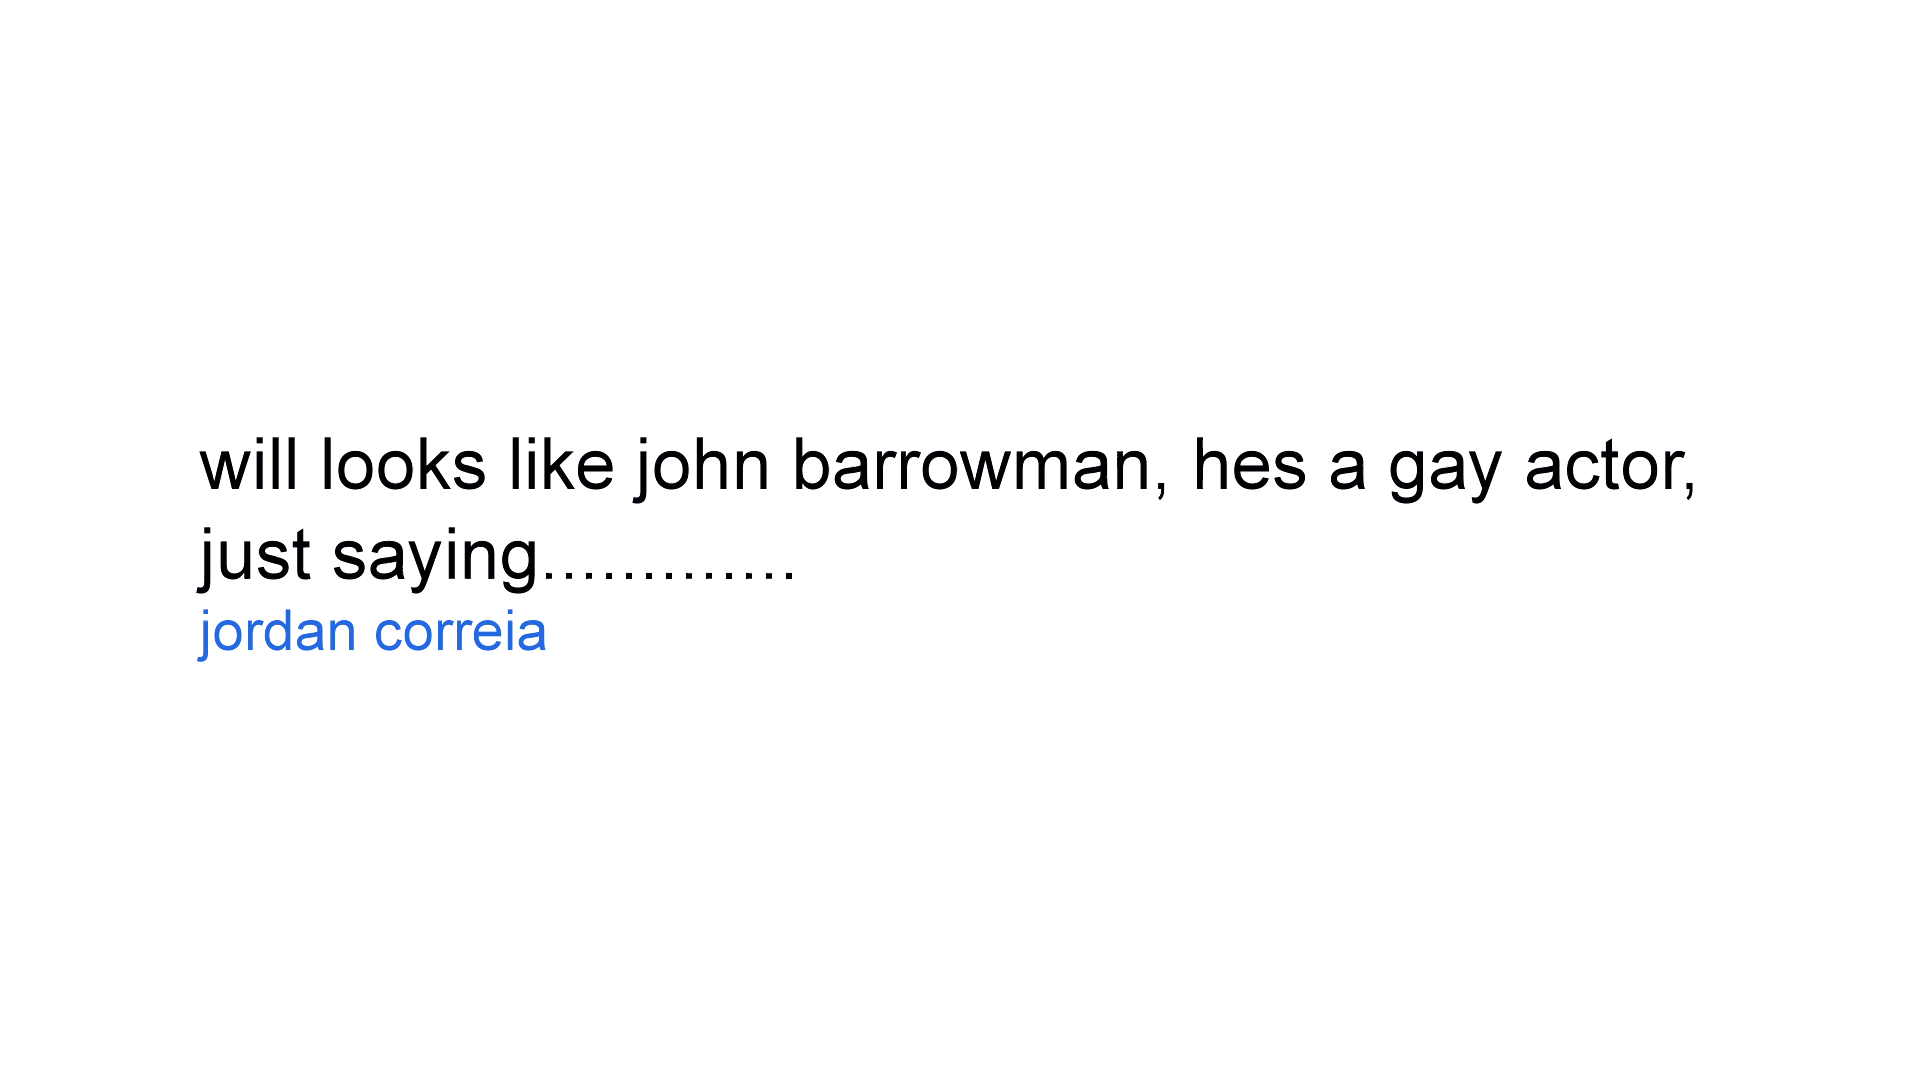 will looks like john barrowman, hes a gay actor,
just saying.............
jordan correia